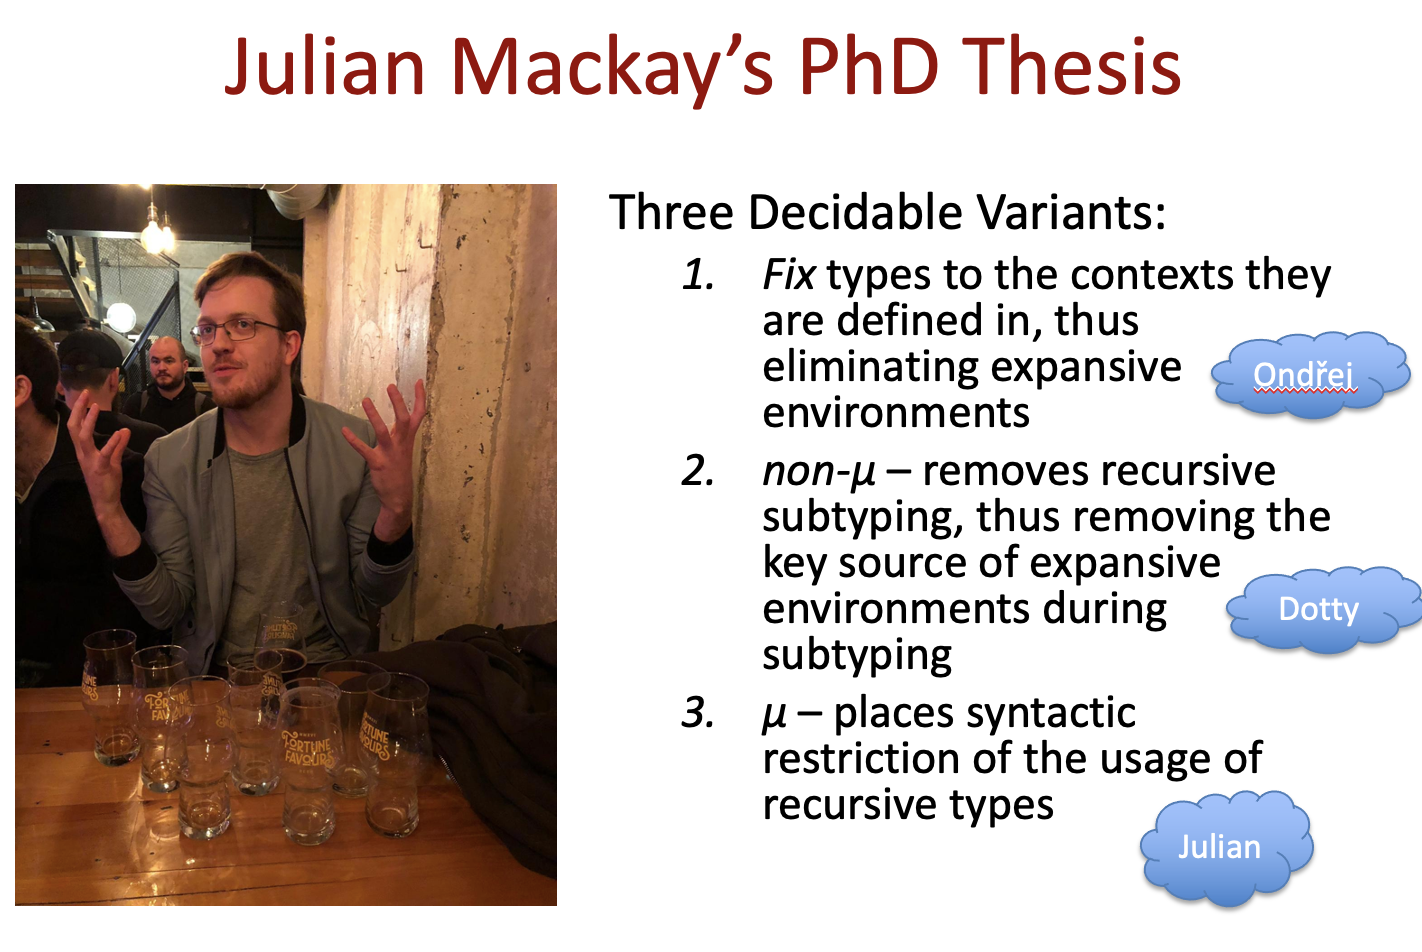 Julian Mackay’s PhD Thesis
Three Decidable Variants:
1. Fix types to the contexts they
are defined in, thus
eliminating expansive
environments
Ondřej
2. non-μ – removes recursive
subtyping, thus removing the
key source of expansive
environments during
subtyping
Dotty
3. μ – places syntactic
restriction of the usage of
recursive types
Julian
FORTUNE
FAVOURS